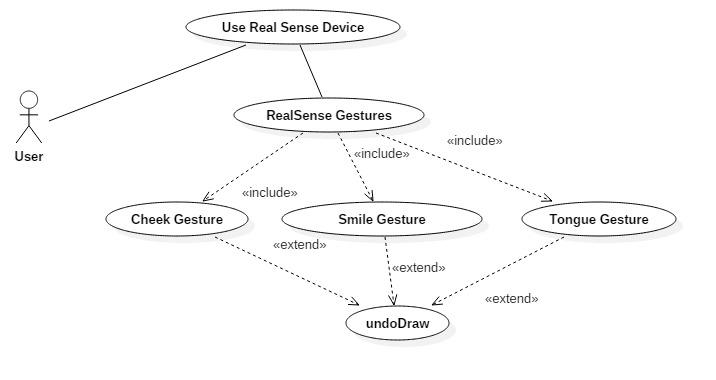 Use Real Sense Device
RealSense Gestures
«include»
«include»
User
«include»
Cheek Gesture
Smile Gesture
Tongue Gesture
«extend»
«extend»
«extend»
undoDraw